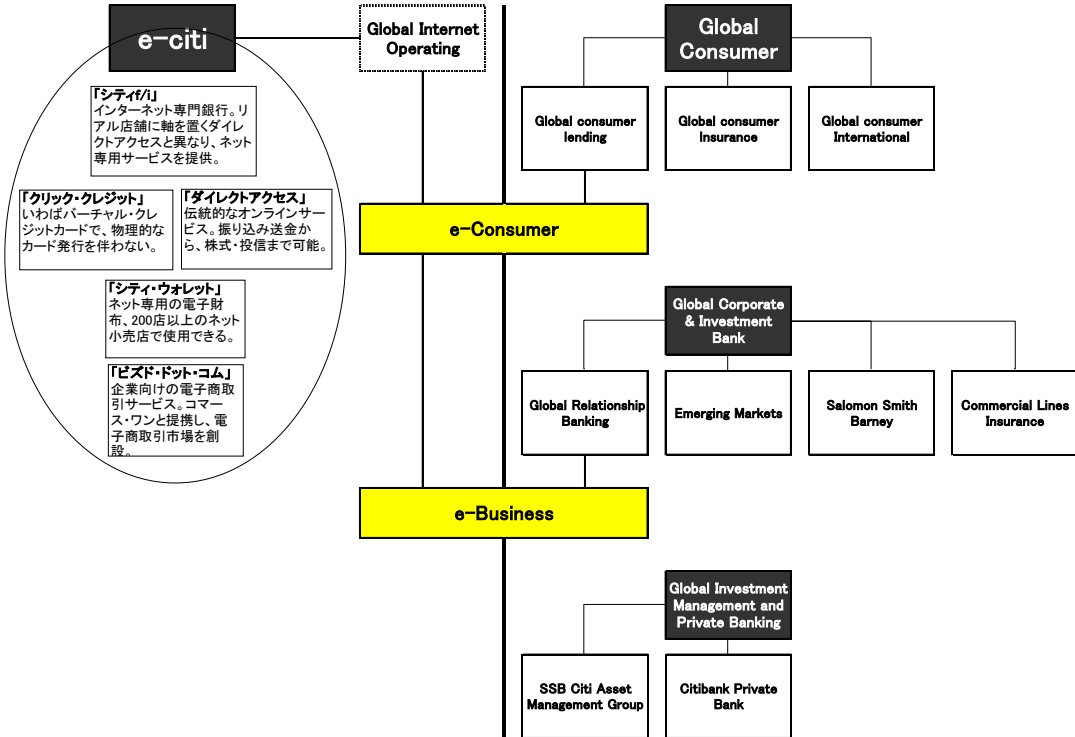 e-citi
Global Internet
Operating
Global
Consumer
「シティf/i」
インターネット専門銀行。リ
アル店舗に軸を置くダイレ
クトアクセスと異なり、ネット
専用サービスを提供。
Global consumer
lending
Global consumer
Insurance
Global consumer
International
「クリック・クレジット」
いわばバーチャル・クレ
ジットカードで、物理的な
カード発行を伴わない。
「ダイレクトアクセス」
伝統的なオンラインサー
ビス。振り込み送金か
ら、株式・投信まで可能。
e-Consumer
「シティ・ウォレット」
ネット専用の電子財
布、200店以上のネット
小売店で使用できる。
Global Corporate
& Investment
Bank
「ビズド・ドット・コム」
企業向けの電子商取
引サービス。コマー
ス・ワンと提携し、電
子商取引市場を創
設。
Global Relationship
Banking
Emerging Markets
Salomon Smith
Barney
Commercial Lines
Insurance
e-Business
Global Investment
Management and
Private Banking
SSB Citi Asset
Management Group
Citibank Private
Bank